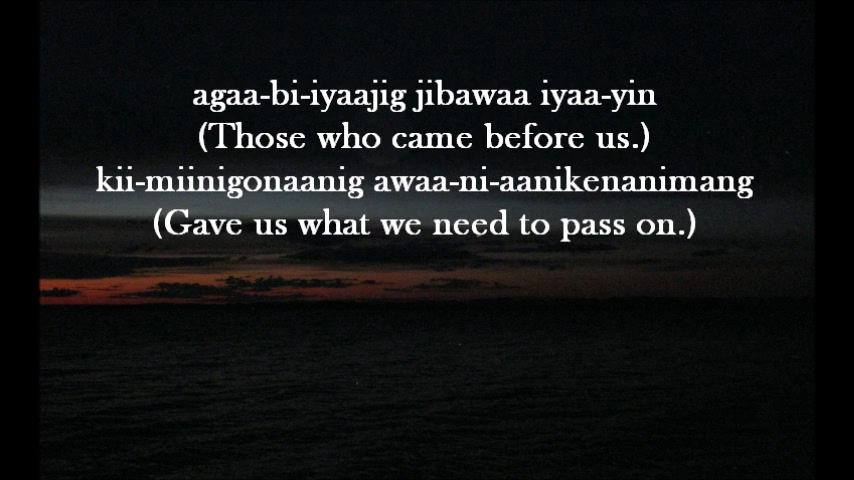 agaa-bi-iyaajig jibawaa iyaa-yin
(Those who came before us.)
kii-miinigonaanig awaa-ni-aanikenanimang
(Gave us what we need to pass on.)